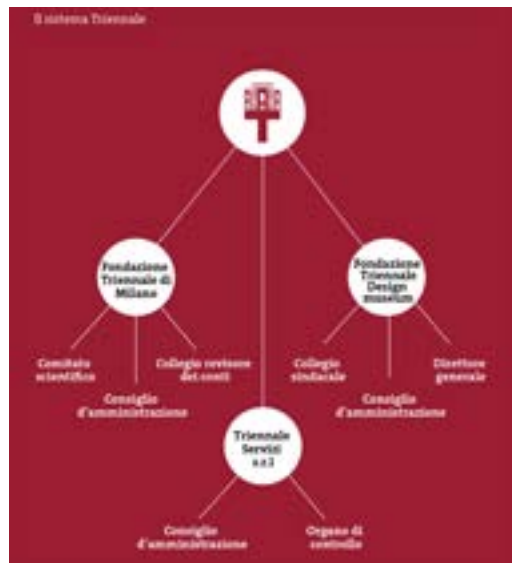 Il sistema Triennale
Fondazione
Triennale di
Milano
Fondazione
Triennale
Design
museum
Comitato
scientifico
Consiglio
d'amministrazione
Collegio revisore
dei conti
Collegio
sindacale
Consiglio
d'amministrazione
Direttore
generale
Triennale
Servizi
s.r.l
Consiglio
d'amministrazione
Organo di
controllo